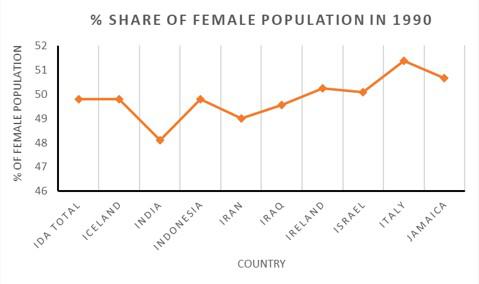 % SHARE OF FEMALE POPULATION IN 1990
% OF FEMALE POPULATION
52
51
50
49
48
47
46
IDA TOTAL
ICELAND
INDIA
INDONESIA
IRAN
IRAQ
IRELAND
ISRAEL
ITALY
JAMAICA
COUNTRY